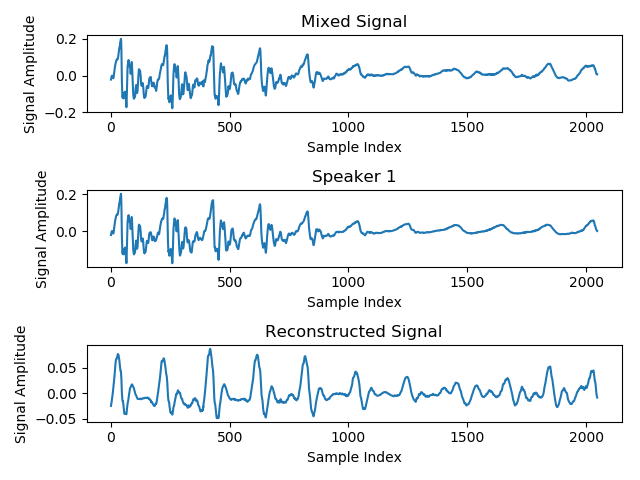 Mixed Signal
Signal Amplitude
0.2
0.0
−0.2
0
500
1000
1500
2000
Sample Index
Speaker 1
Signal Amplitude
0.2
0.0
0
500
1000
1500
2000
Sample Index
Reconstructed Signal
Signal Amplitude
0.05
0.00
−0.05
0
500
1000
1500
2000
Sample Index